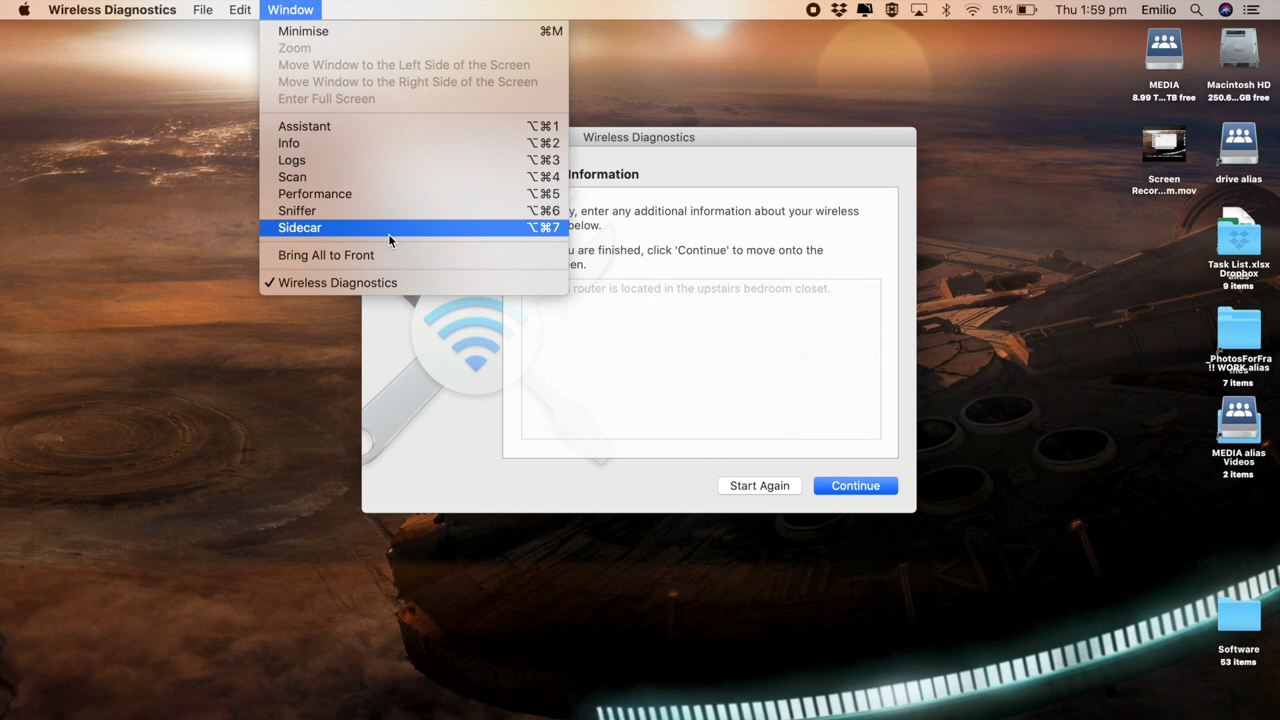 Wireless Diagnostics File Edit Window 51% Thu 1:59 pm Emilio
Minimise ⌘M
Zoom
Move Window to the Left Side of the Screen
Move Window to the Right Side of the Screen
Enter Full Screen
Assistant ⌥⌘1
Info ⌥⌘2
Logs ⌥⌘3
Scan ⌥⌘4
Performance ⌥⌘5
Sniffer ⌥⌘6
Sidecar ⌥⌘7
Bring All to Front
✓ Wireless Diagnostics
Wireless Diagnostics
Information
y, enter any additional information about your wireless
below.
u are finished, click 'Continue' to move onto the
een.
router is located in the upstairs bedroom closet.
Start Again Continue
MEDIA
8.99 T...TB free
Macintosh HD
250.6...GB free
Screen
Recor...m.mov
drive alias
Task List.xlsx
Dropbox
9 items
_PhotosForFra
!! WORK alias
7 items
MEDIA alias
Videos
2 items
Software
53 items